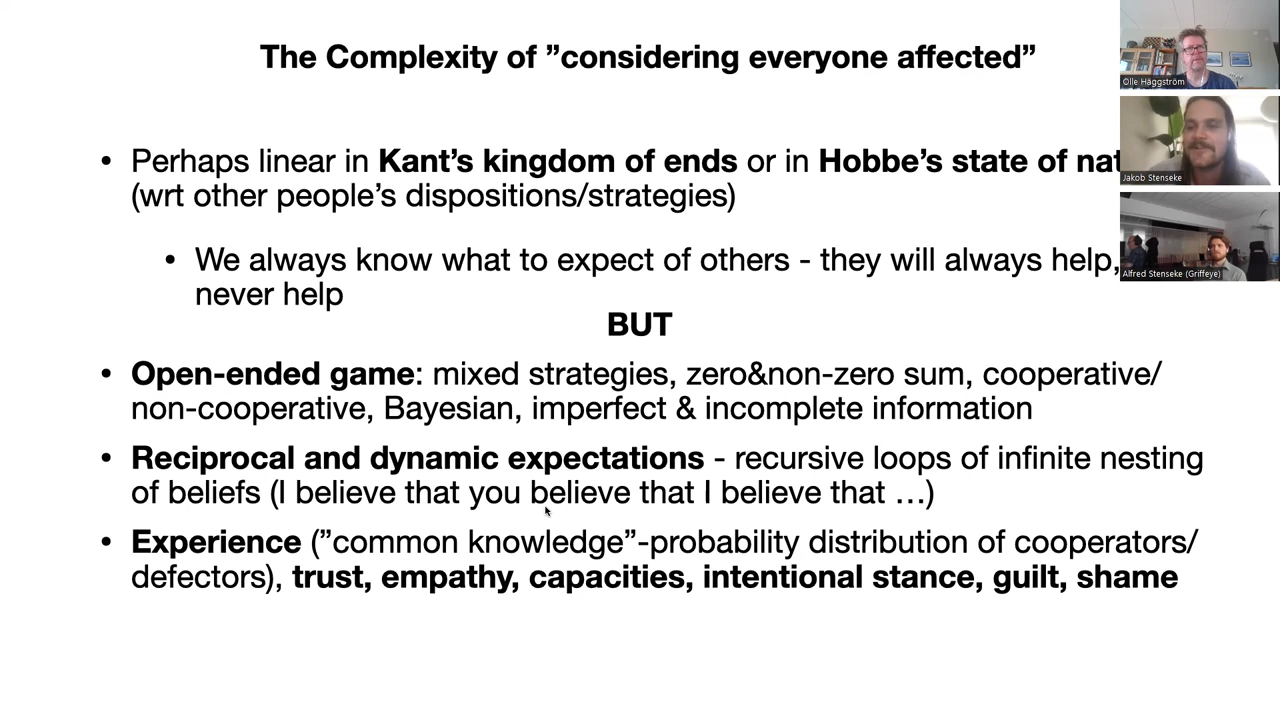 The Complexity of ”considering everyone affected”
• Perhaps linear in Kant’s kingdom of ends or in Hobbe’s state of nat
(wrt other people’s dispositions/strategies)
• We always know what to expect of others - they will always help,
never help
BUT
• Open-ended game: mixed strategies, zero&non-zero sum, cooperative/
non-cooperative, Bayesian, imperfect & incomplete information
• Reciprocal and dynamic expectations - recursive loops of infinite nesting
of beliefs (I believe that you believe that I believe that …)
• Experience (”common knowledge”-probability distribution of cooperators/
defectors), trust, empathy, capacities, intentional stance, guilt, shame
Olle Häggström
Jakob Stenseke
Alfred Stenseke (Griffeye)